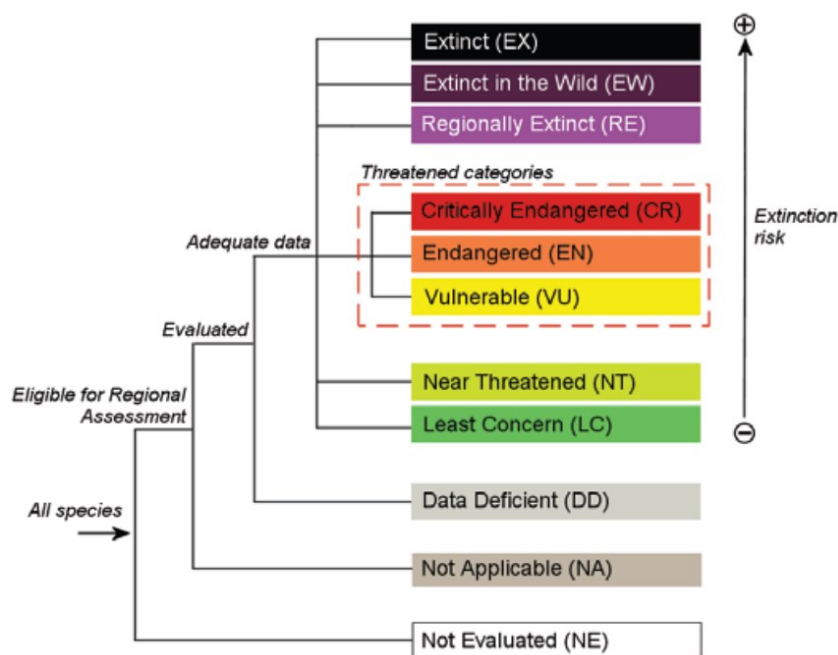 Extinct (EX)
Extinct in the Wild (EW)
Regionally Extinct (RE)
Threatened categories
Critically Endangered (CR)
Extinction
risk
Adequate data
Endangered (EN)
Vulnerable (VU)
Evaluated
Near Threatened (NT)
Eligible for Regional
Assessment
Least Concern (LC)
Data Deficient (DD)
All species
Not Applicable (NA)
Not Evaluated (NE)